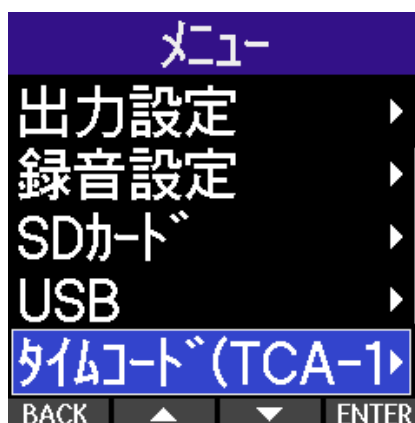 メニュー
出力設定
録音設定
SDカード
USB
タイムコード(TCA-1
BACK ENTER